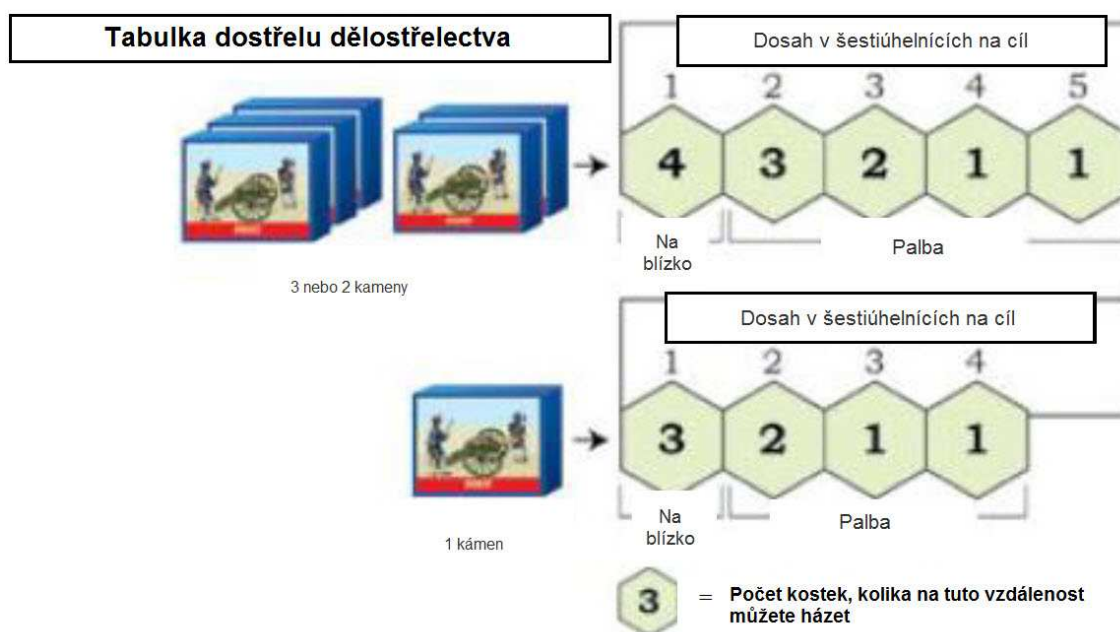 Tabulka dostřelu dělostřelectva
Dosah v šestiúhelnících na cíl
1 2 3 4 5
4 3 2 1 1
Na
blízko
Palba
3 nebo 2 kameny
Dosah v šestiúhelnících na cíl
1 2 3 4
3 2 1 1
Na
blízko
Palba
1 kámen
3 = Počet kostek, kolika na tuto vzdálenost
můžete házet